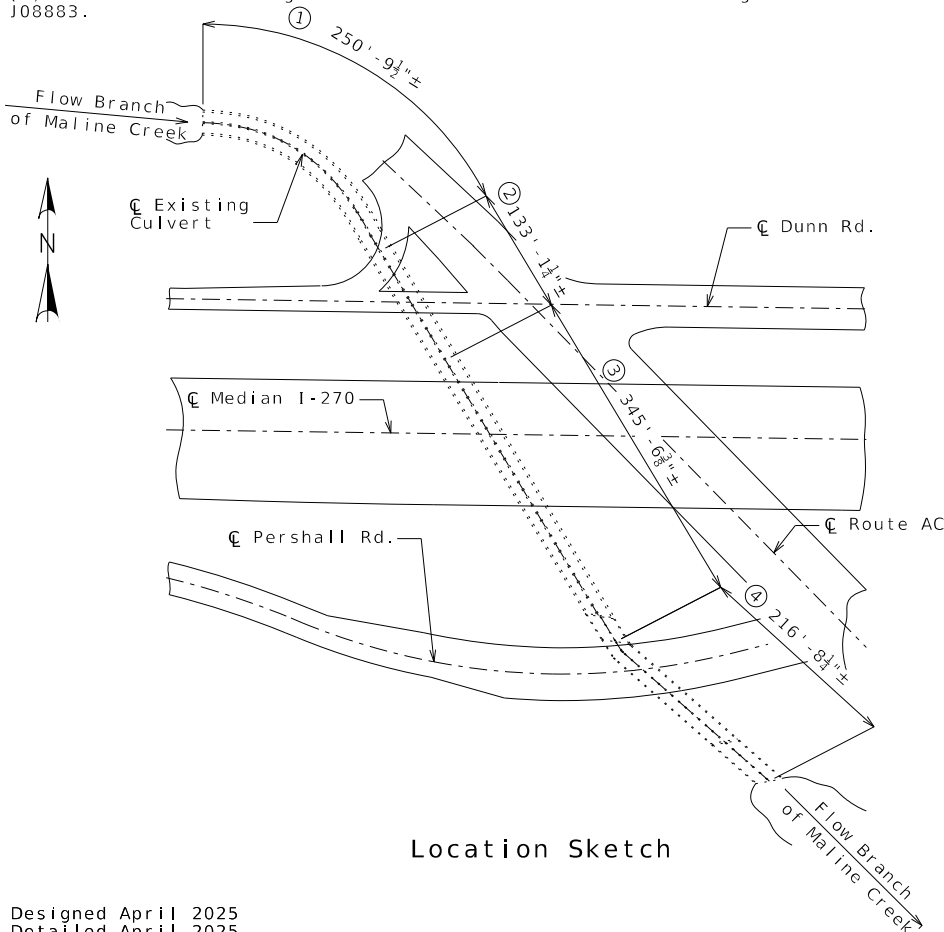 J08883.
① 250'-9½"±
Flow Branch
of Maline Creek
℄ Existing
Culvert
N
② 133'-1¼"±
℄ Dunn Rd.
③ 345'-6⅜"±
℄ Median I-270
℄ Route AC
℄ Pershall Rd.
④ 216'-8¼"±
Flow Branch
of Maline Creek
Location Sketch
Designed April 2025
Detailed April 2025